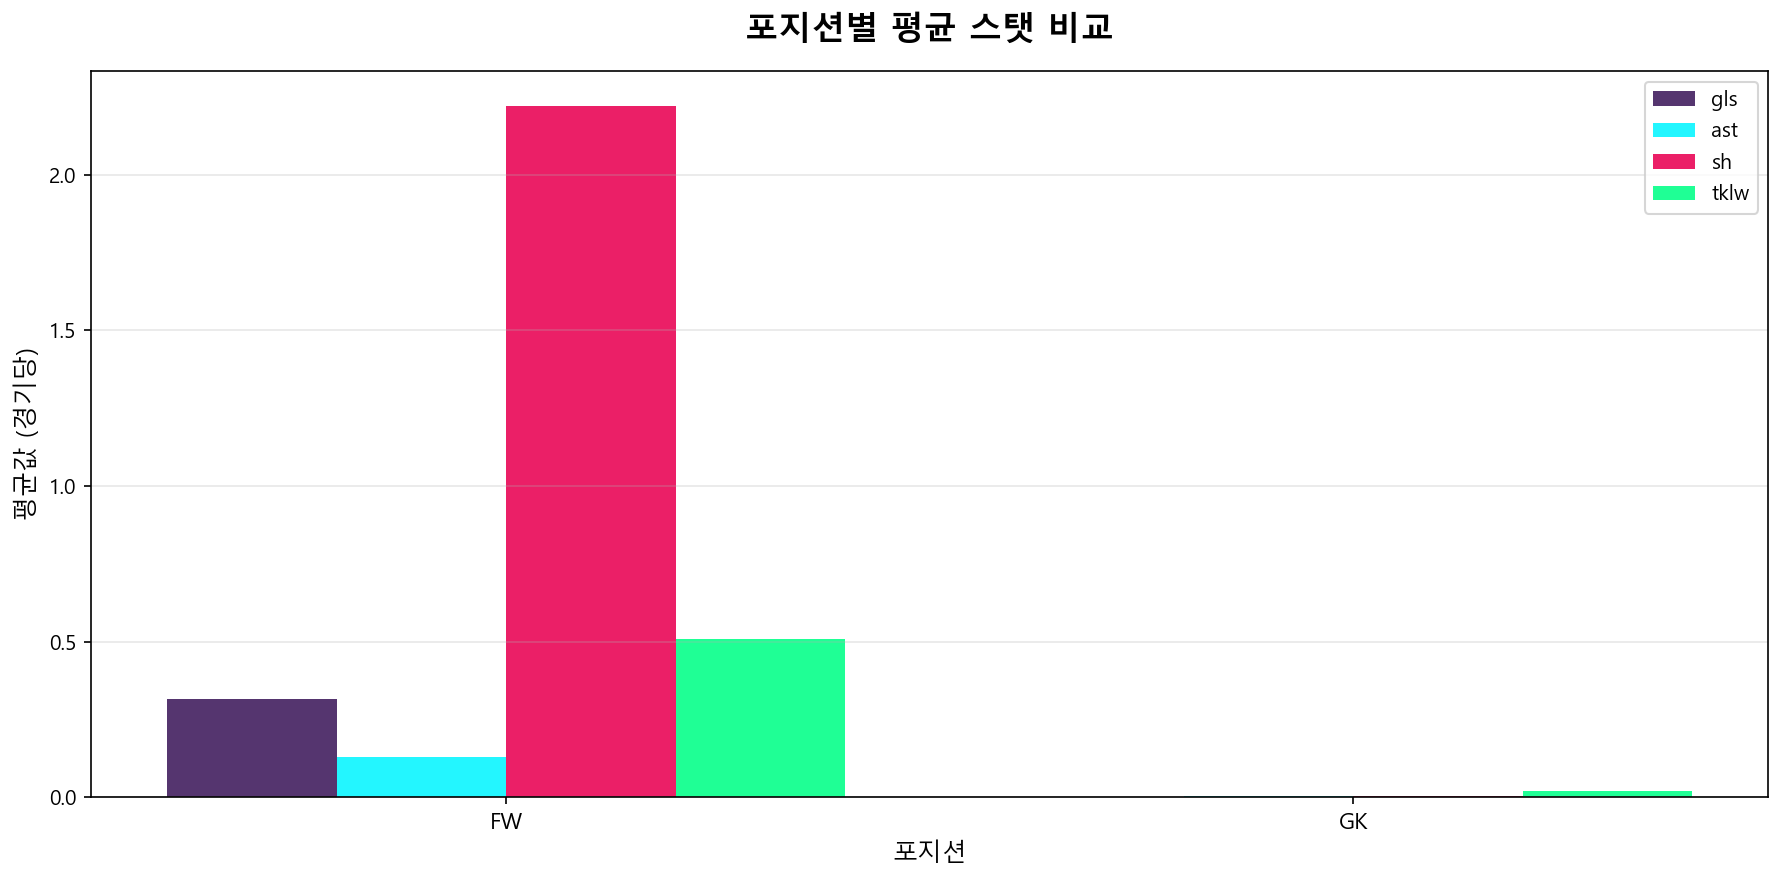 포지션별 평균 스탯 비교
gls
ast
sh
tklw
평균값 (경기당)
2.0
1.5
1.0
0.5
0.0
FW
GK
포지션